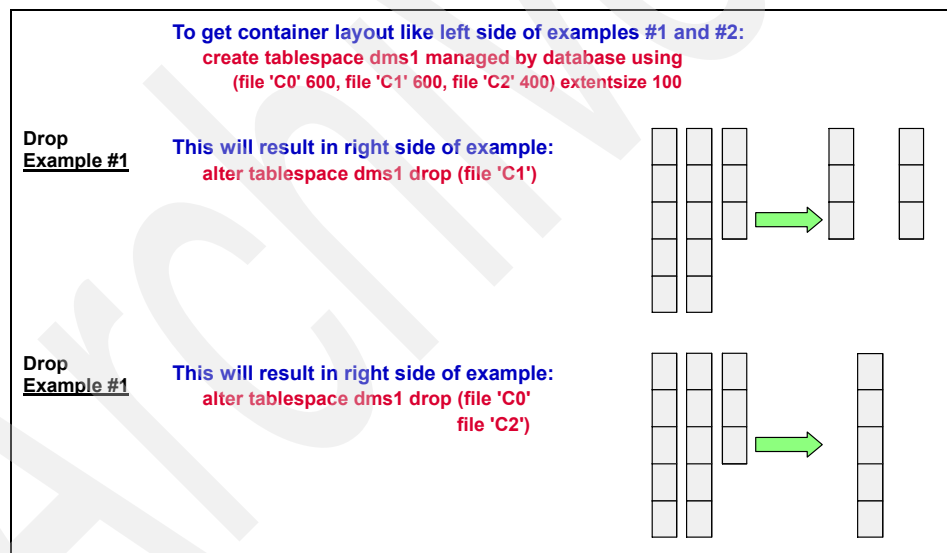 To get container layout like left side of examples #1 and #2:
create tablespace dms1 managed by database using
(file 'C0' 600, file 'C1' 600, file 'C2' 400) extentsize 100
Drop
Example #1
This will result in right side of example:
alter tablespace dms1 drop (file 'C1')
Drop
Example #1
This will result in right side of example:
alter tablespace dms1 drop (file 'C0'
file 'C2')
Archive